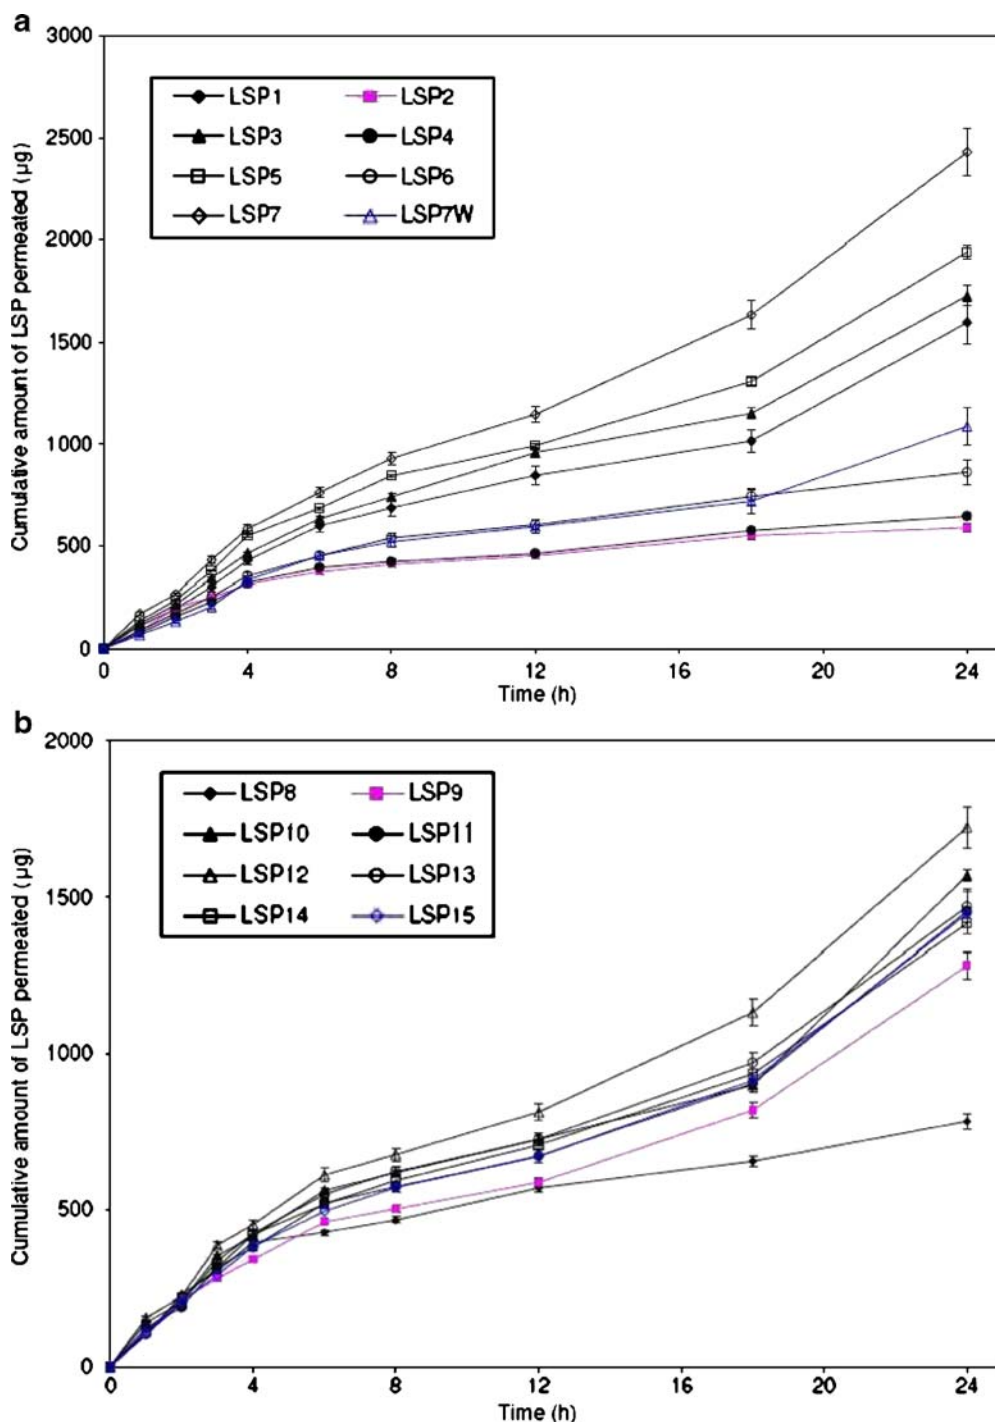 a
Cumulative amount of LSP permeated (µg)
3000
2500
2000
1500
1000
500
0
LSP1 LSP2
LSP3 LSP4
LSP5 LSP6
LSP7 LSP7W
0 4 8 12 16 20 24
Time (h)
b
Cumulative amount of LSP permeated (µg)
2000
1500
1000
500
0
LSP8 LSP9
LSP10 LSP11
LSP12 LSP13
LSP14 LSP15
0 4 8 12 16 20 24
Time (h)